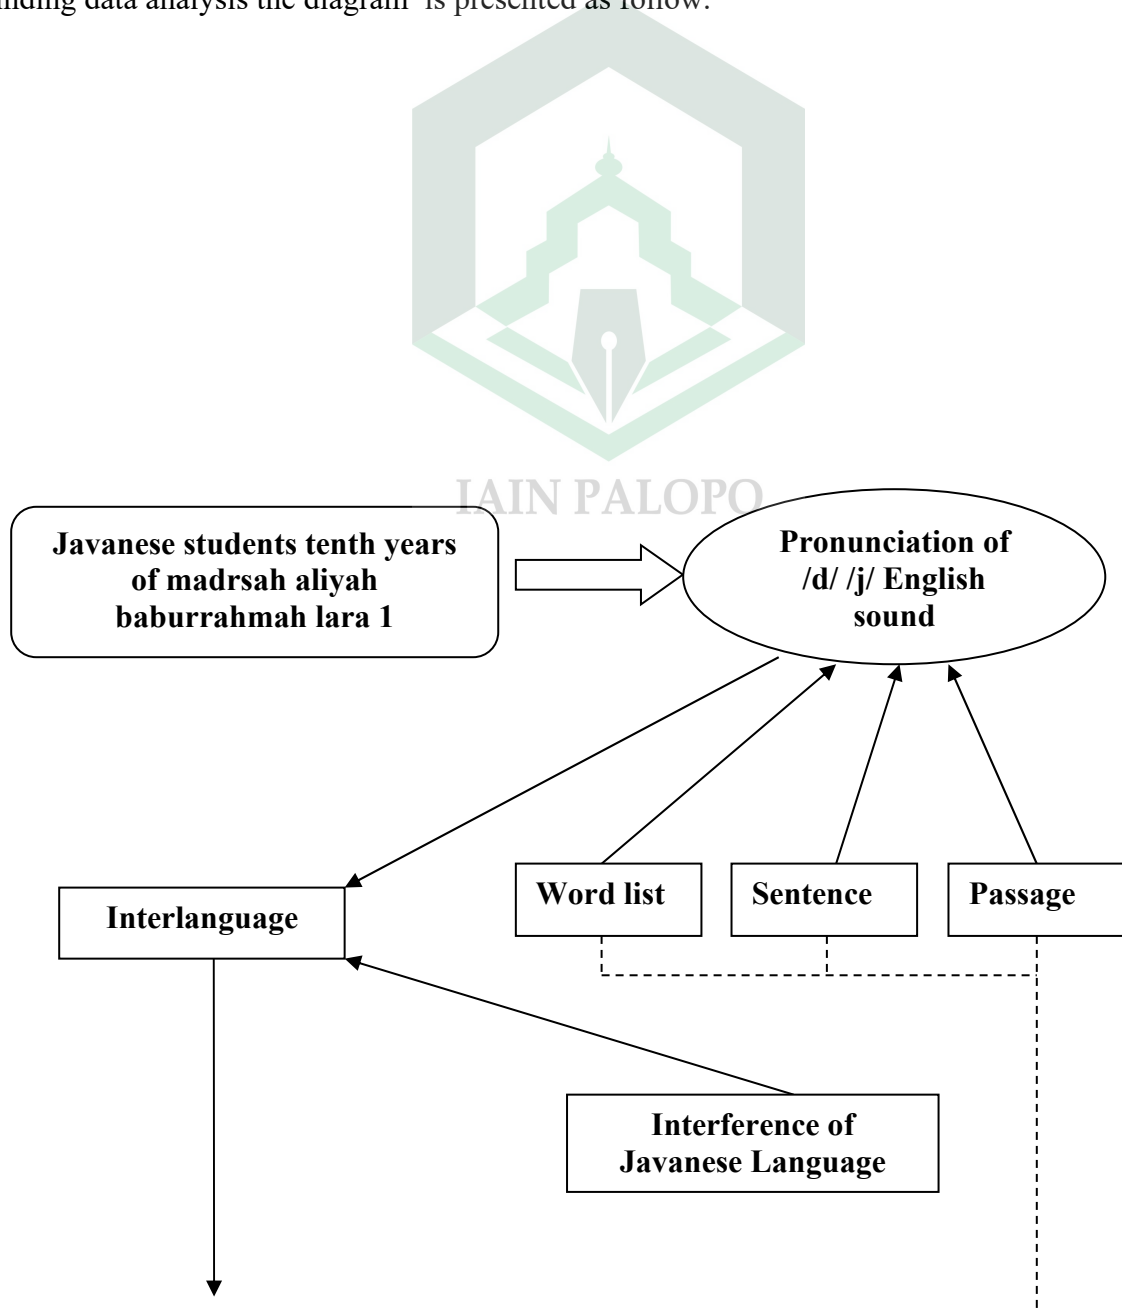 data analysis the diagram is presented as follow:
IAIN PALOPO
Javanese students tenth years
of madrsah aliyah
baburrahmah lara 1
Pronunciation of
/d/ /j/ English
sound
Word list
Sentence
Passage
Interlanguage
Interference of
Javanese Language